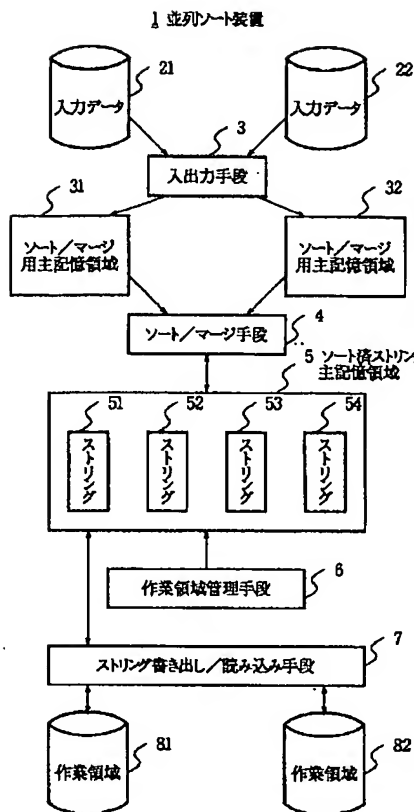 1 並列ソート装置
21
22
入力データ
入力データ
3
入出力手段
31
32
ソート/マージ
用主記憶領域
ソート/マージ
用主記憶領域
4
ソート/マージ手段
5 ソート済ストリン
主記憶領域
51
52
53
54
ストリング
ストリング
ストリング
ストリング
6
作業領域管理手段
7
ストリング書き出し/読み込み手段
81
82
作業領域
作業領域